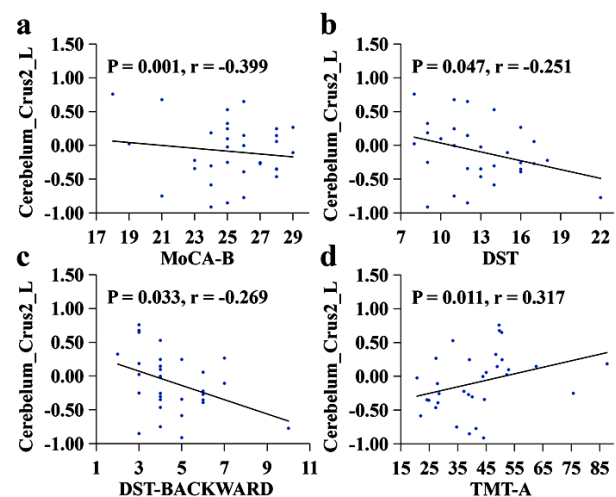 a
P = 0.001, r = -0.399
Cerebelum_Crus2_L
1.50
1.00
0.50
0.00
-0.50
-1.00
17 19 21 23 25 27 29
MoCA-B
b
P = 0.047, r = -0.251
Cerebelum_Crus2_L
1.50
1.00
0.50
0.00
-0.50
-1.00
7 10 13 16 19 22
DST
c
P = 0.033, r = -0.269
Cerebelum_Crus2_L
1.50
1.00
0.50
0.00
-0.50
-1.00
1 3 5 7 9 11
DST-BACKWARD
d
P = 0.011, r = 0.317
Cerebelum_Crus2_L
1.50
1.00
0.50
0.00
-0.50
-1.00
15 25 35 45 55 65 75 85
TMT-A